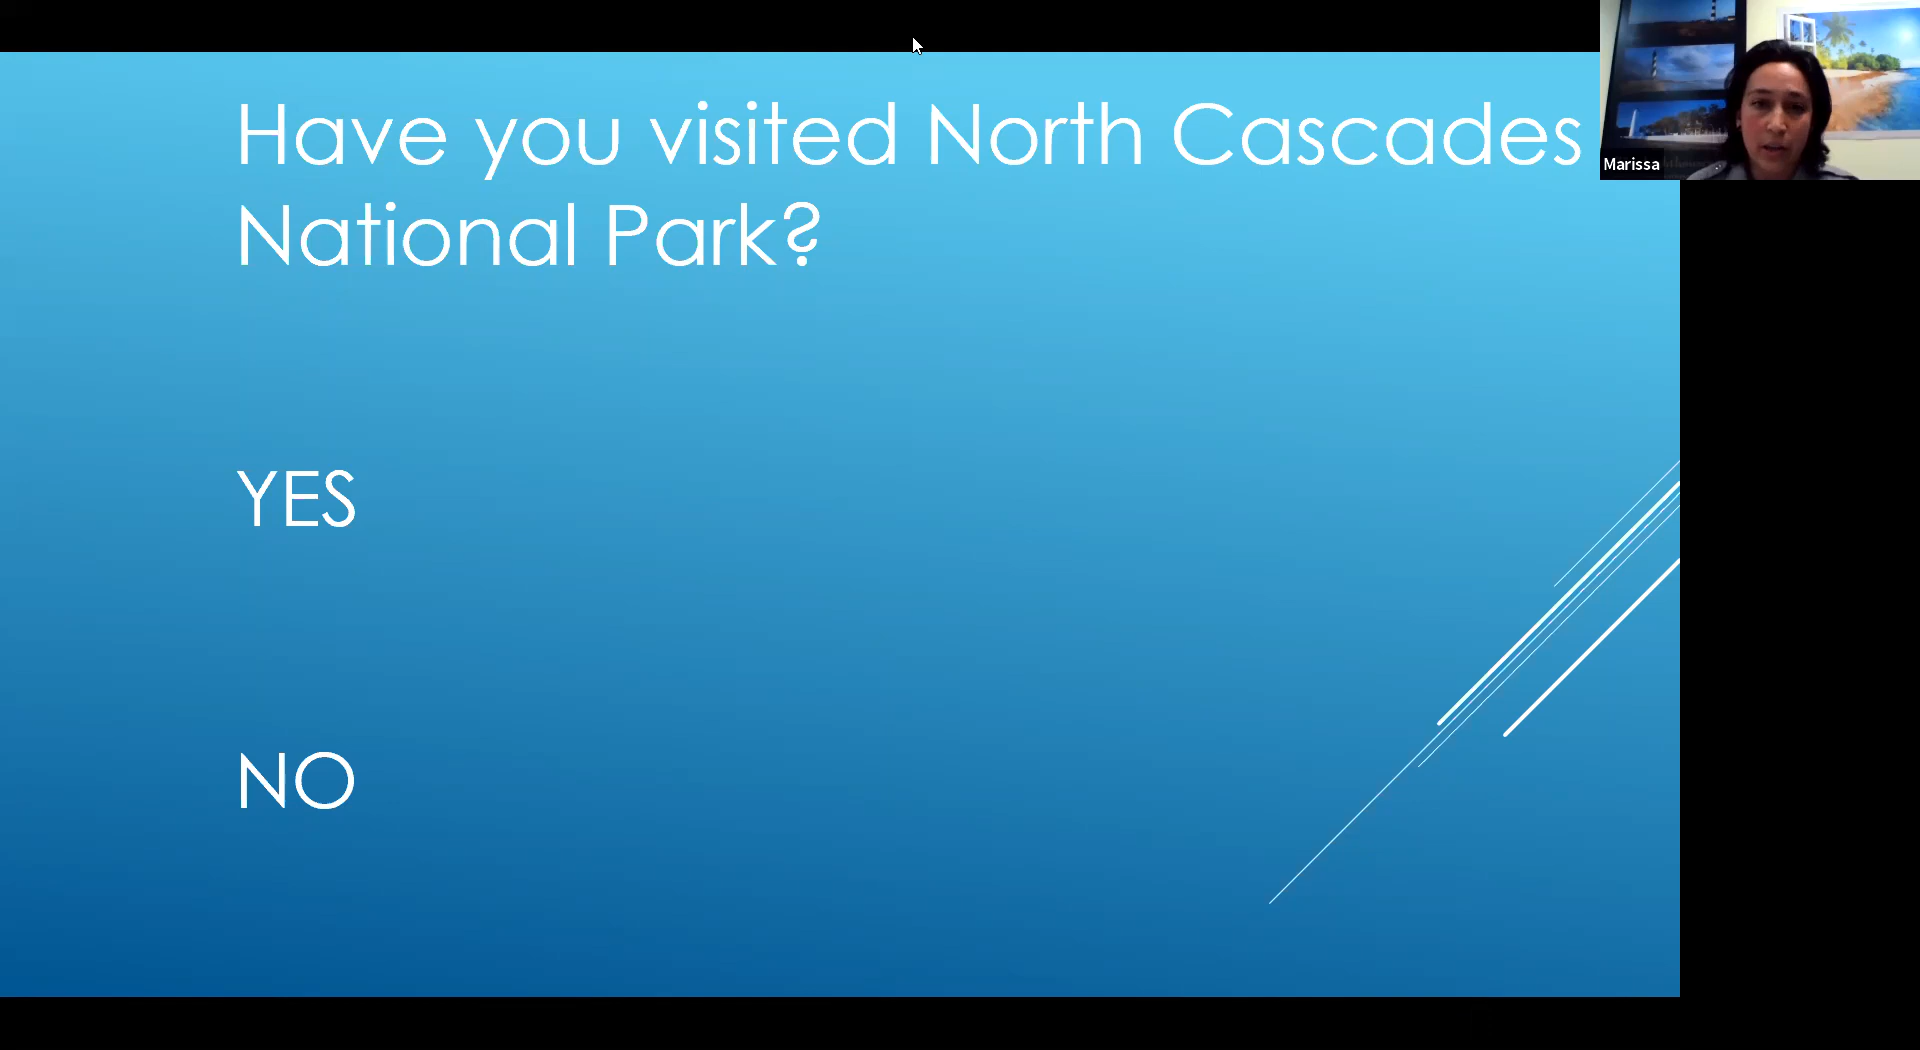 Have you visited North Cascades
National Park?
YES
NO
Marissa